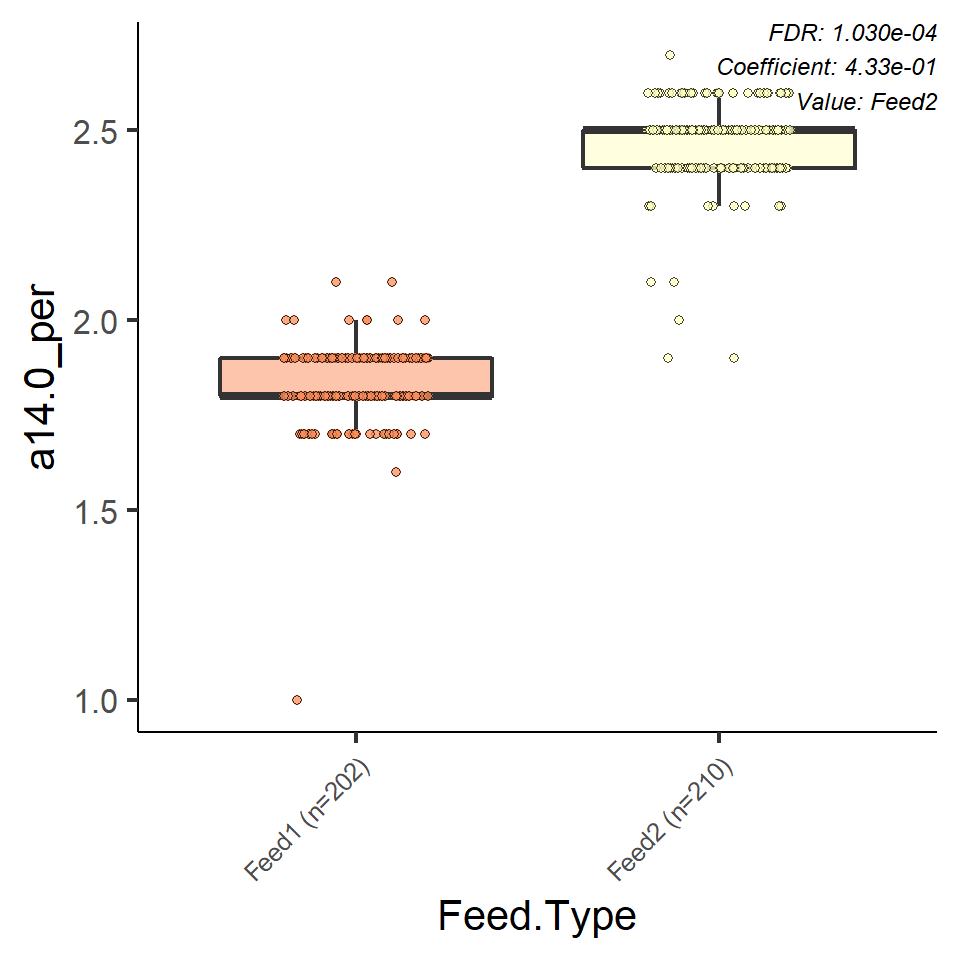 FDR: 1.030e-04
Coefficient: 4.33e-01
Value: Feed2
a14.0_per
2.5
2.0
1.5
1.0
Feed1 (n=202)
Feed2 (n=210)
Feed.Type